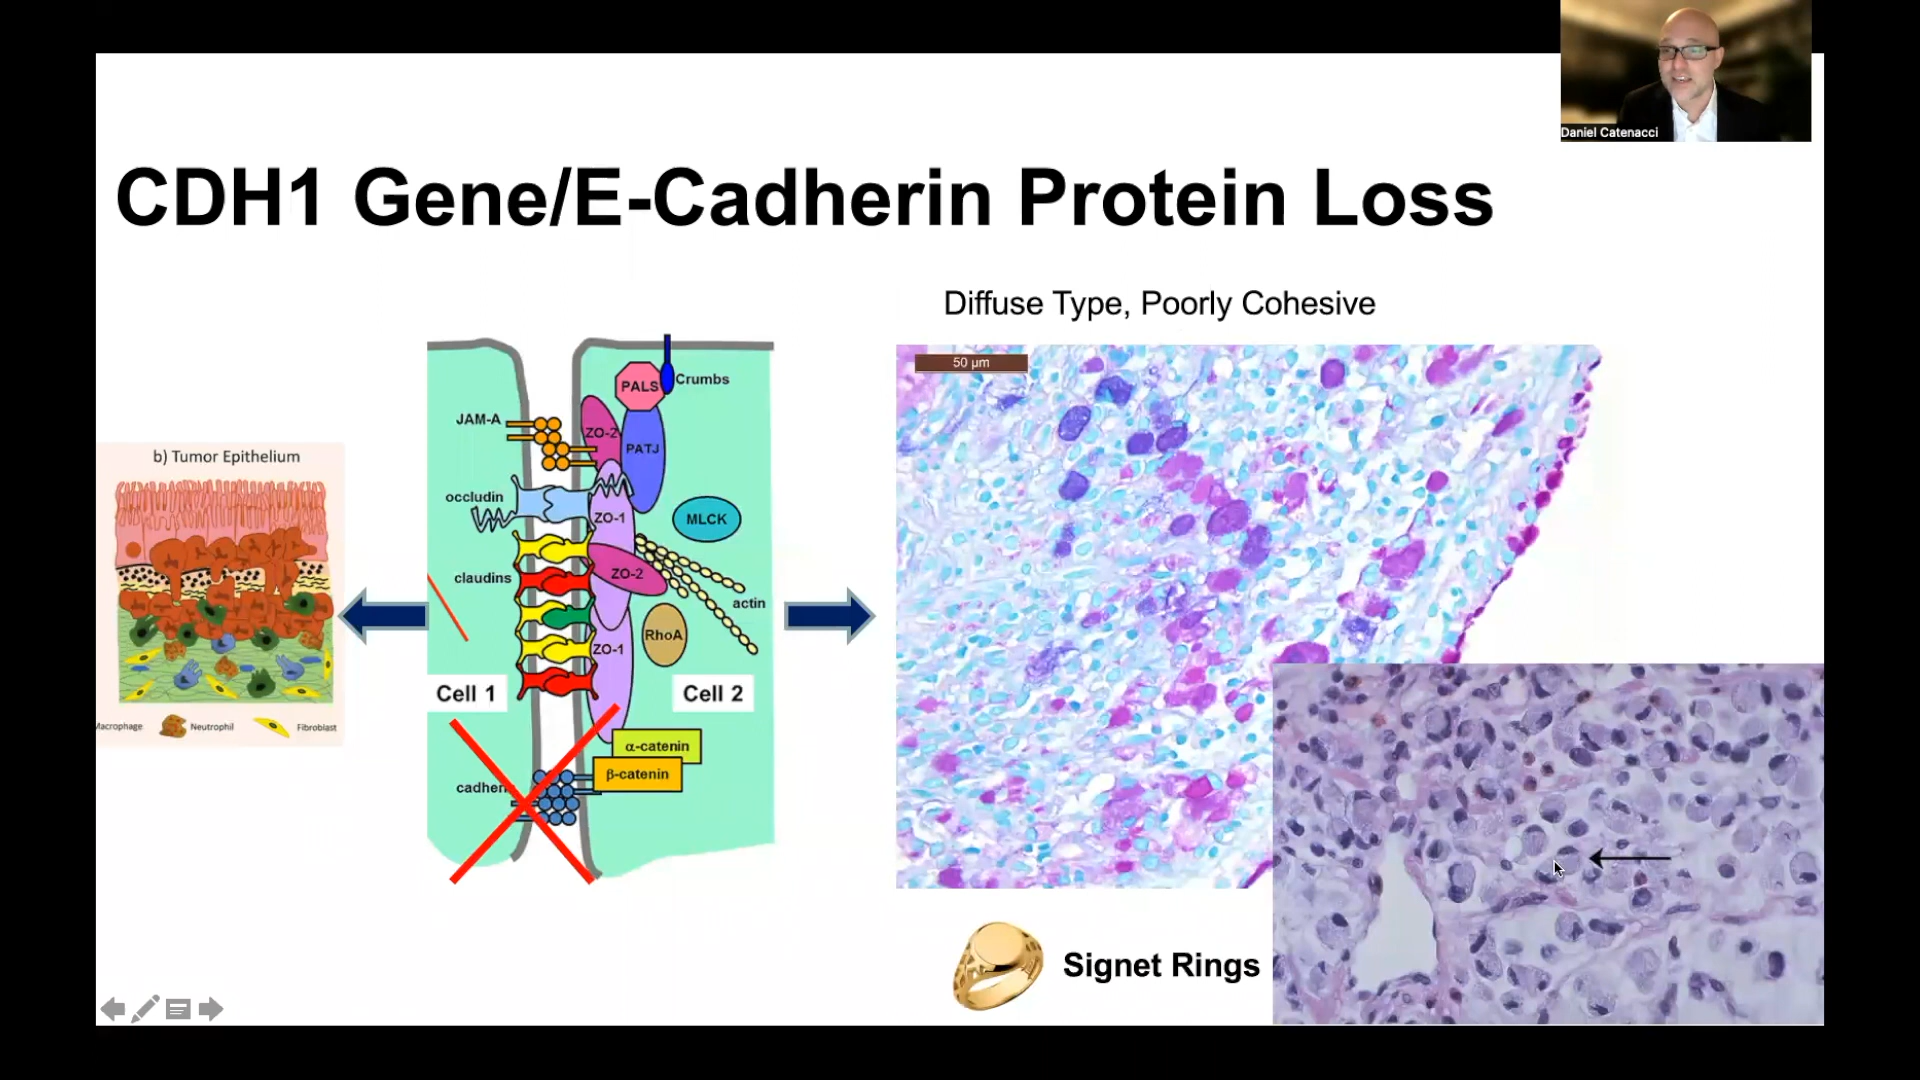 Daniel Catenacci
CDH1 Gene/E-Cadherin Protein Loss
Diffuse Type, Poorly Cohesive
b) Tumor Epithelium
Macrophage
Neutrophil
Fibroblast
PALS
Crumbs
JAM-A
ZO-2
PATJ
occludin
ZO-1
MLCK
claudins
ZO-2
actin
RhoA
ZO-1
Cell 1
Cell 2
α-catenin
β-catenin
cadheri
50 µm
Signet Rings